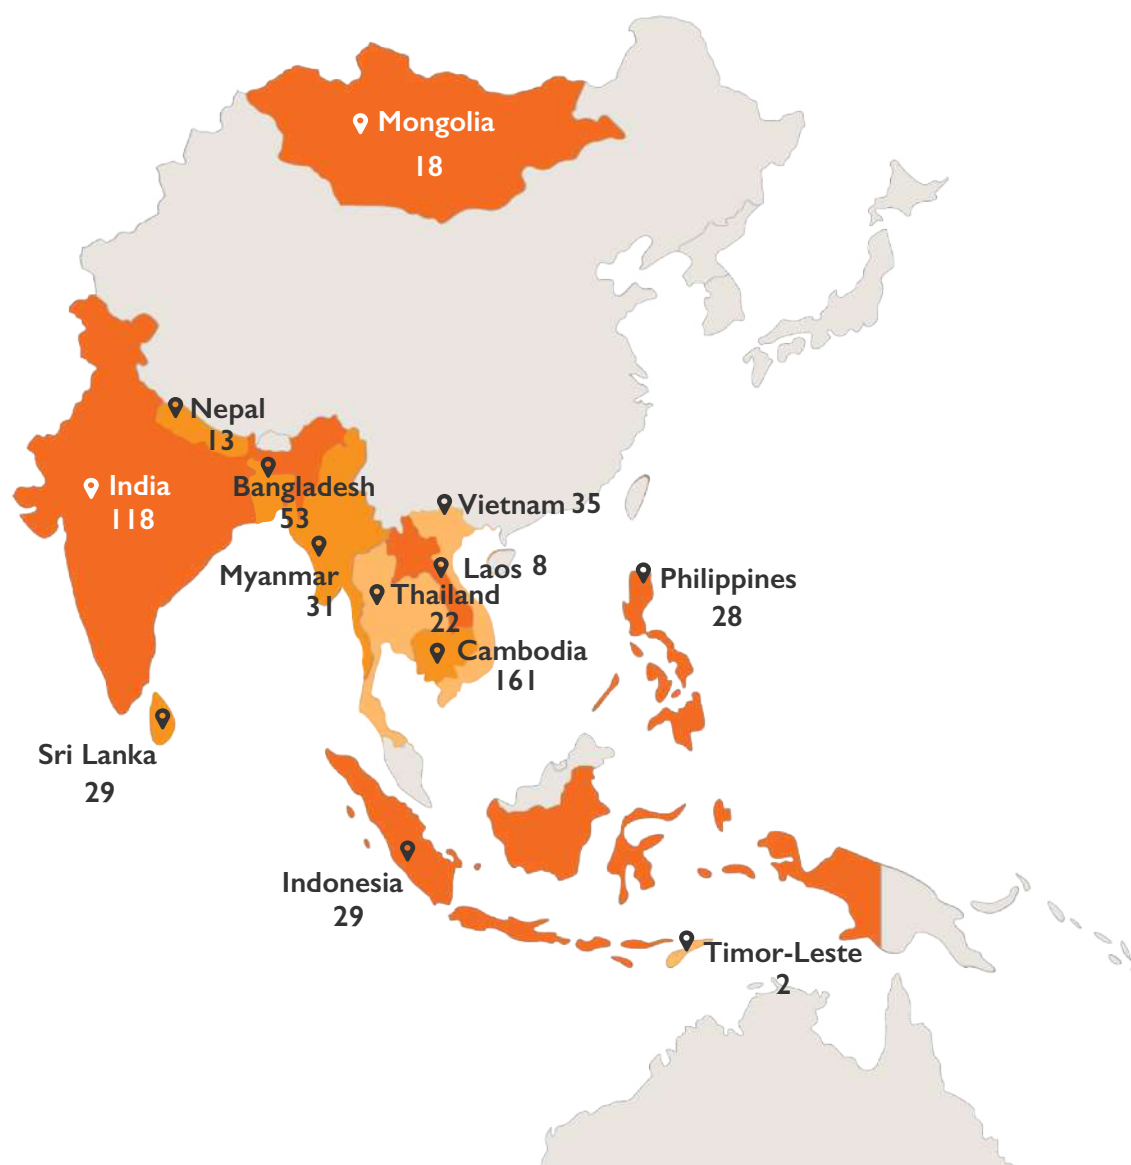 Mongolia
18
Nepal
13
India
118
Bangladesh
53
Vietnam 35
Myanmar
31
Laos 8
Thailand
22
Philippines
28
Cambodia
161
Sri Lanka
29
Indonesia
29
Timor-Leste
2